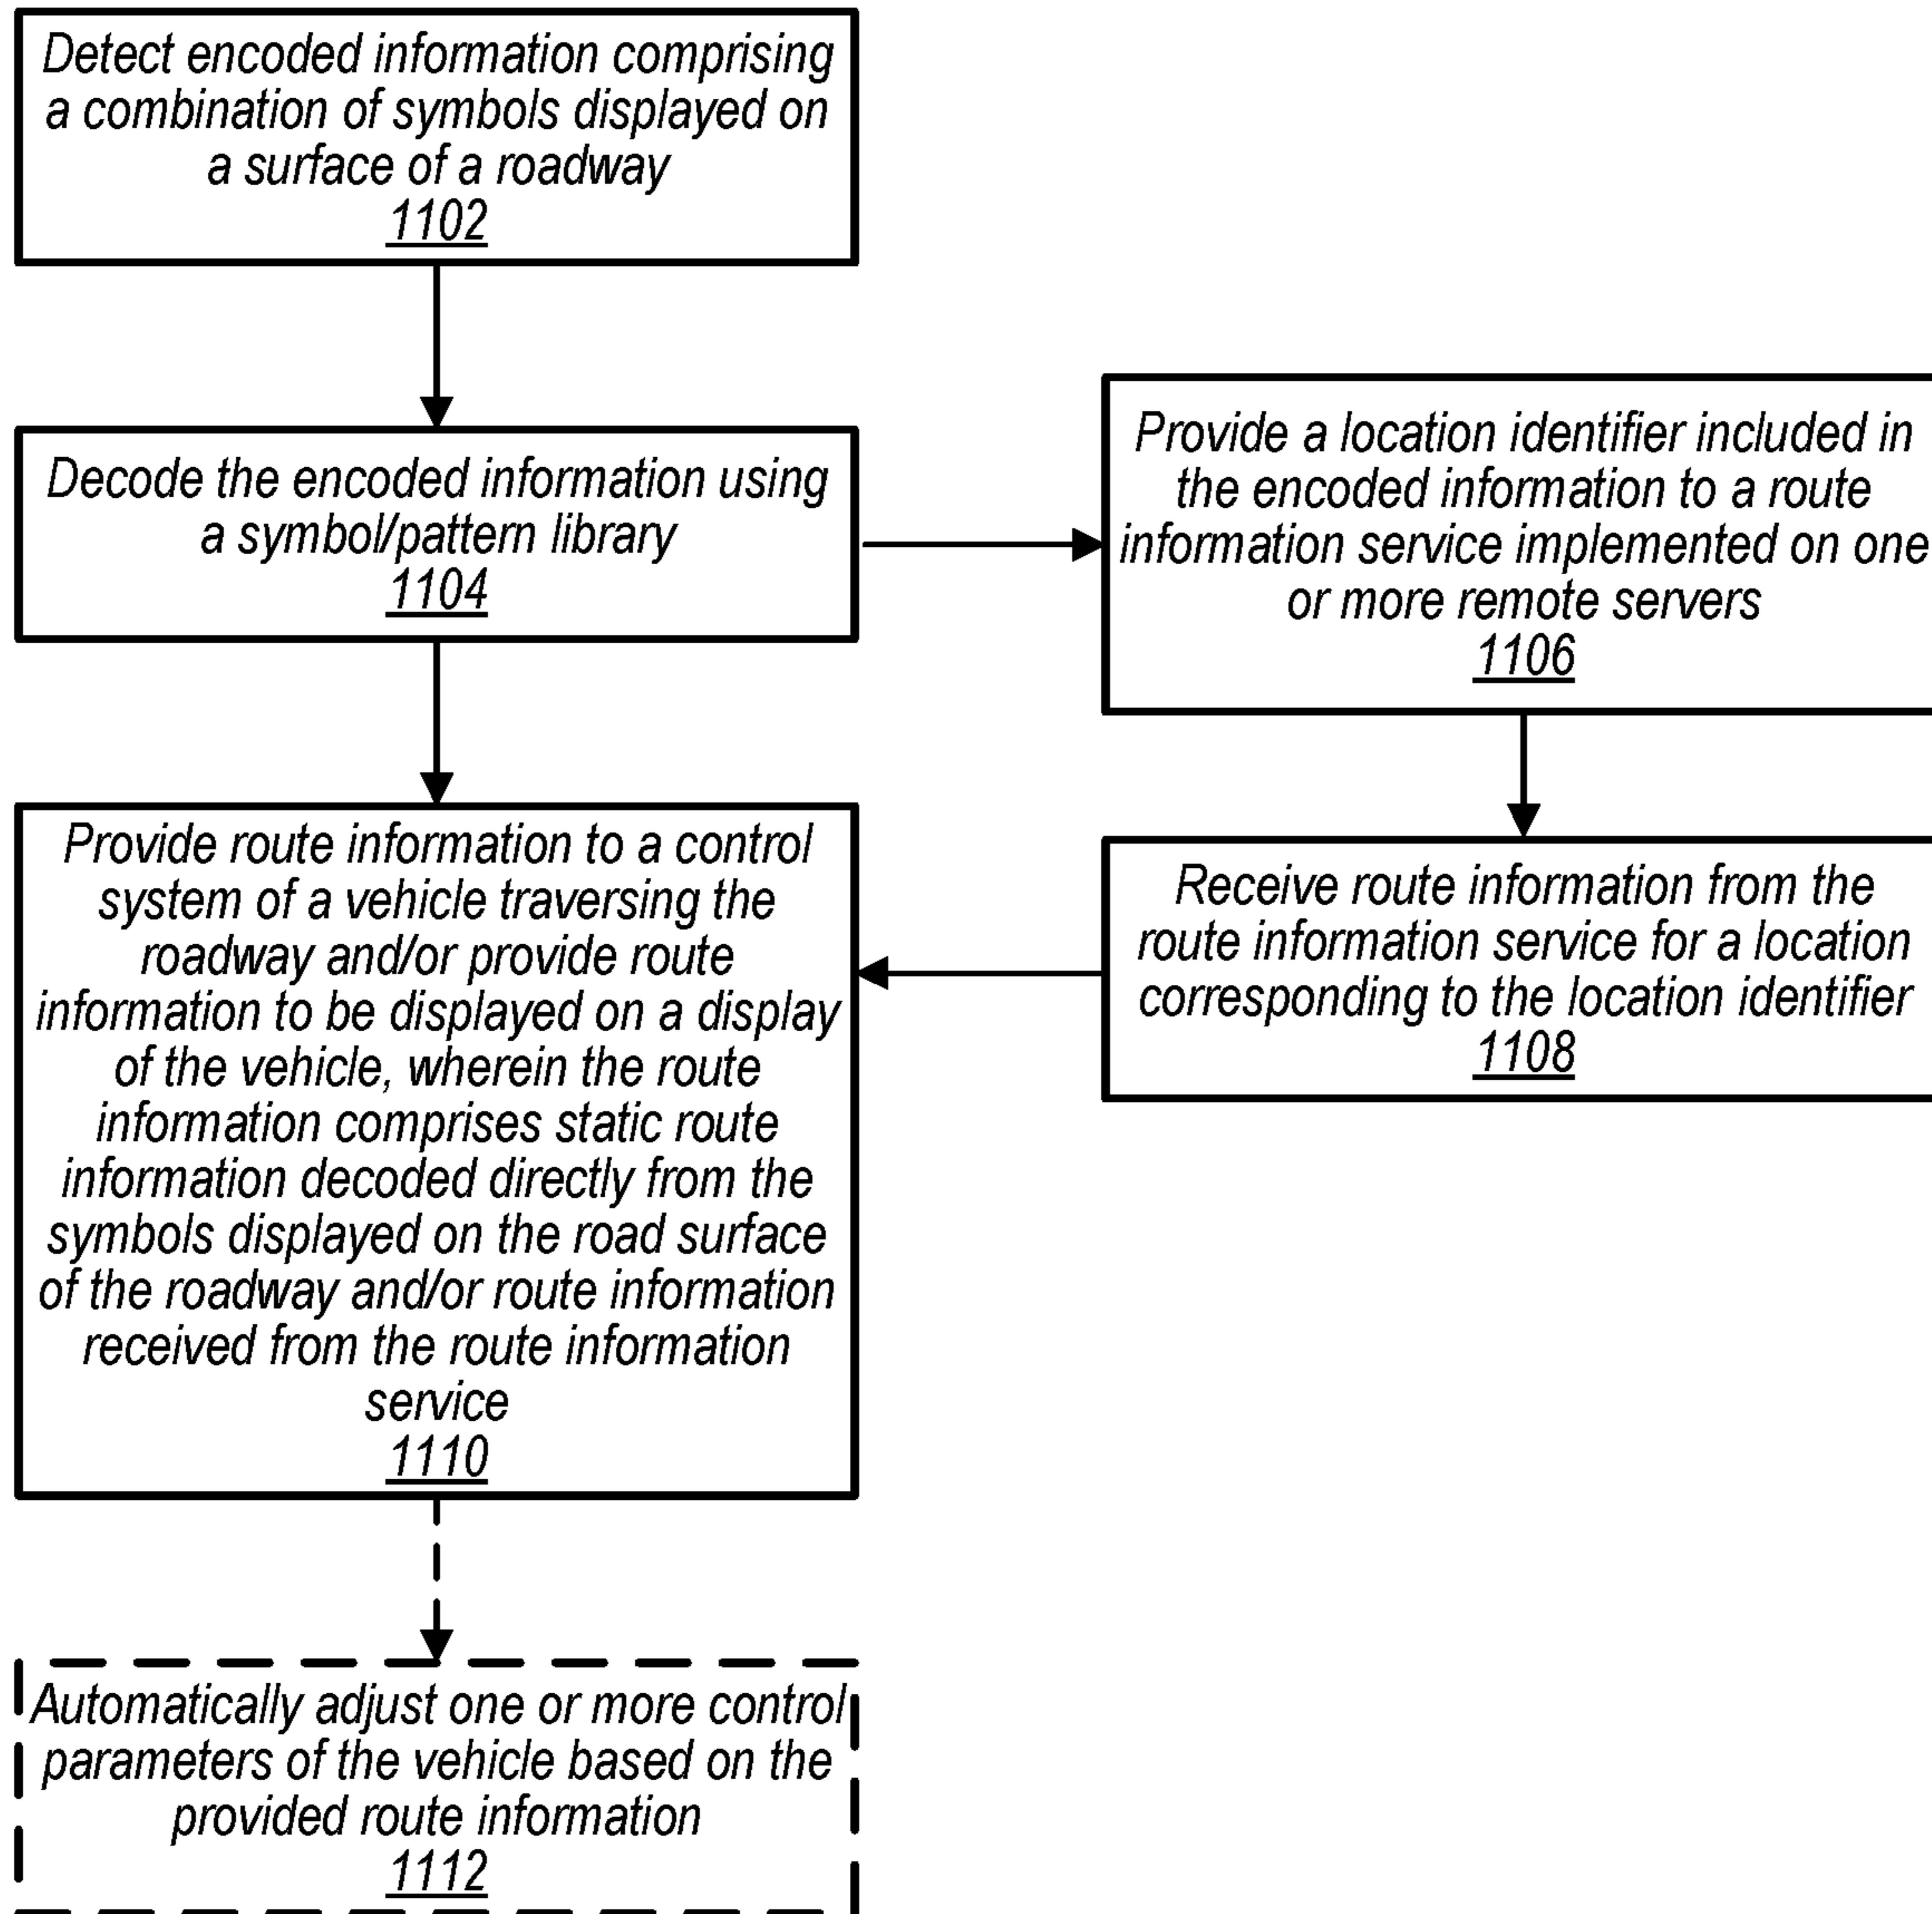 Detect encoded information comprising
a combination of symbols displayed on
a surface of a roadway
1102
Decode the encoded information using
a symbol/pattern library
1104
Provide a location identifier included in
the encoded information to a route
information service implemented on one
or more remote servers
1106
Receive route information from the
route information service for a location
corresponding to the location identifier
1108
Provide route information to a control
system of a vehicle traversing the
roadway and/or provide route
information to be displayed on a display
of the vehicle, wherein the route
information comprises static route
information decoded directly from the
symbols displayed on the road surface
of the roadway and/or route information
received from the route information
service
1110
Automatically adjust one or more control
parameters of the vehicle based on the
provided route information
1112